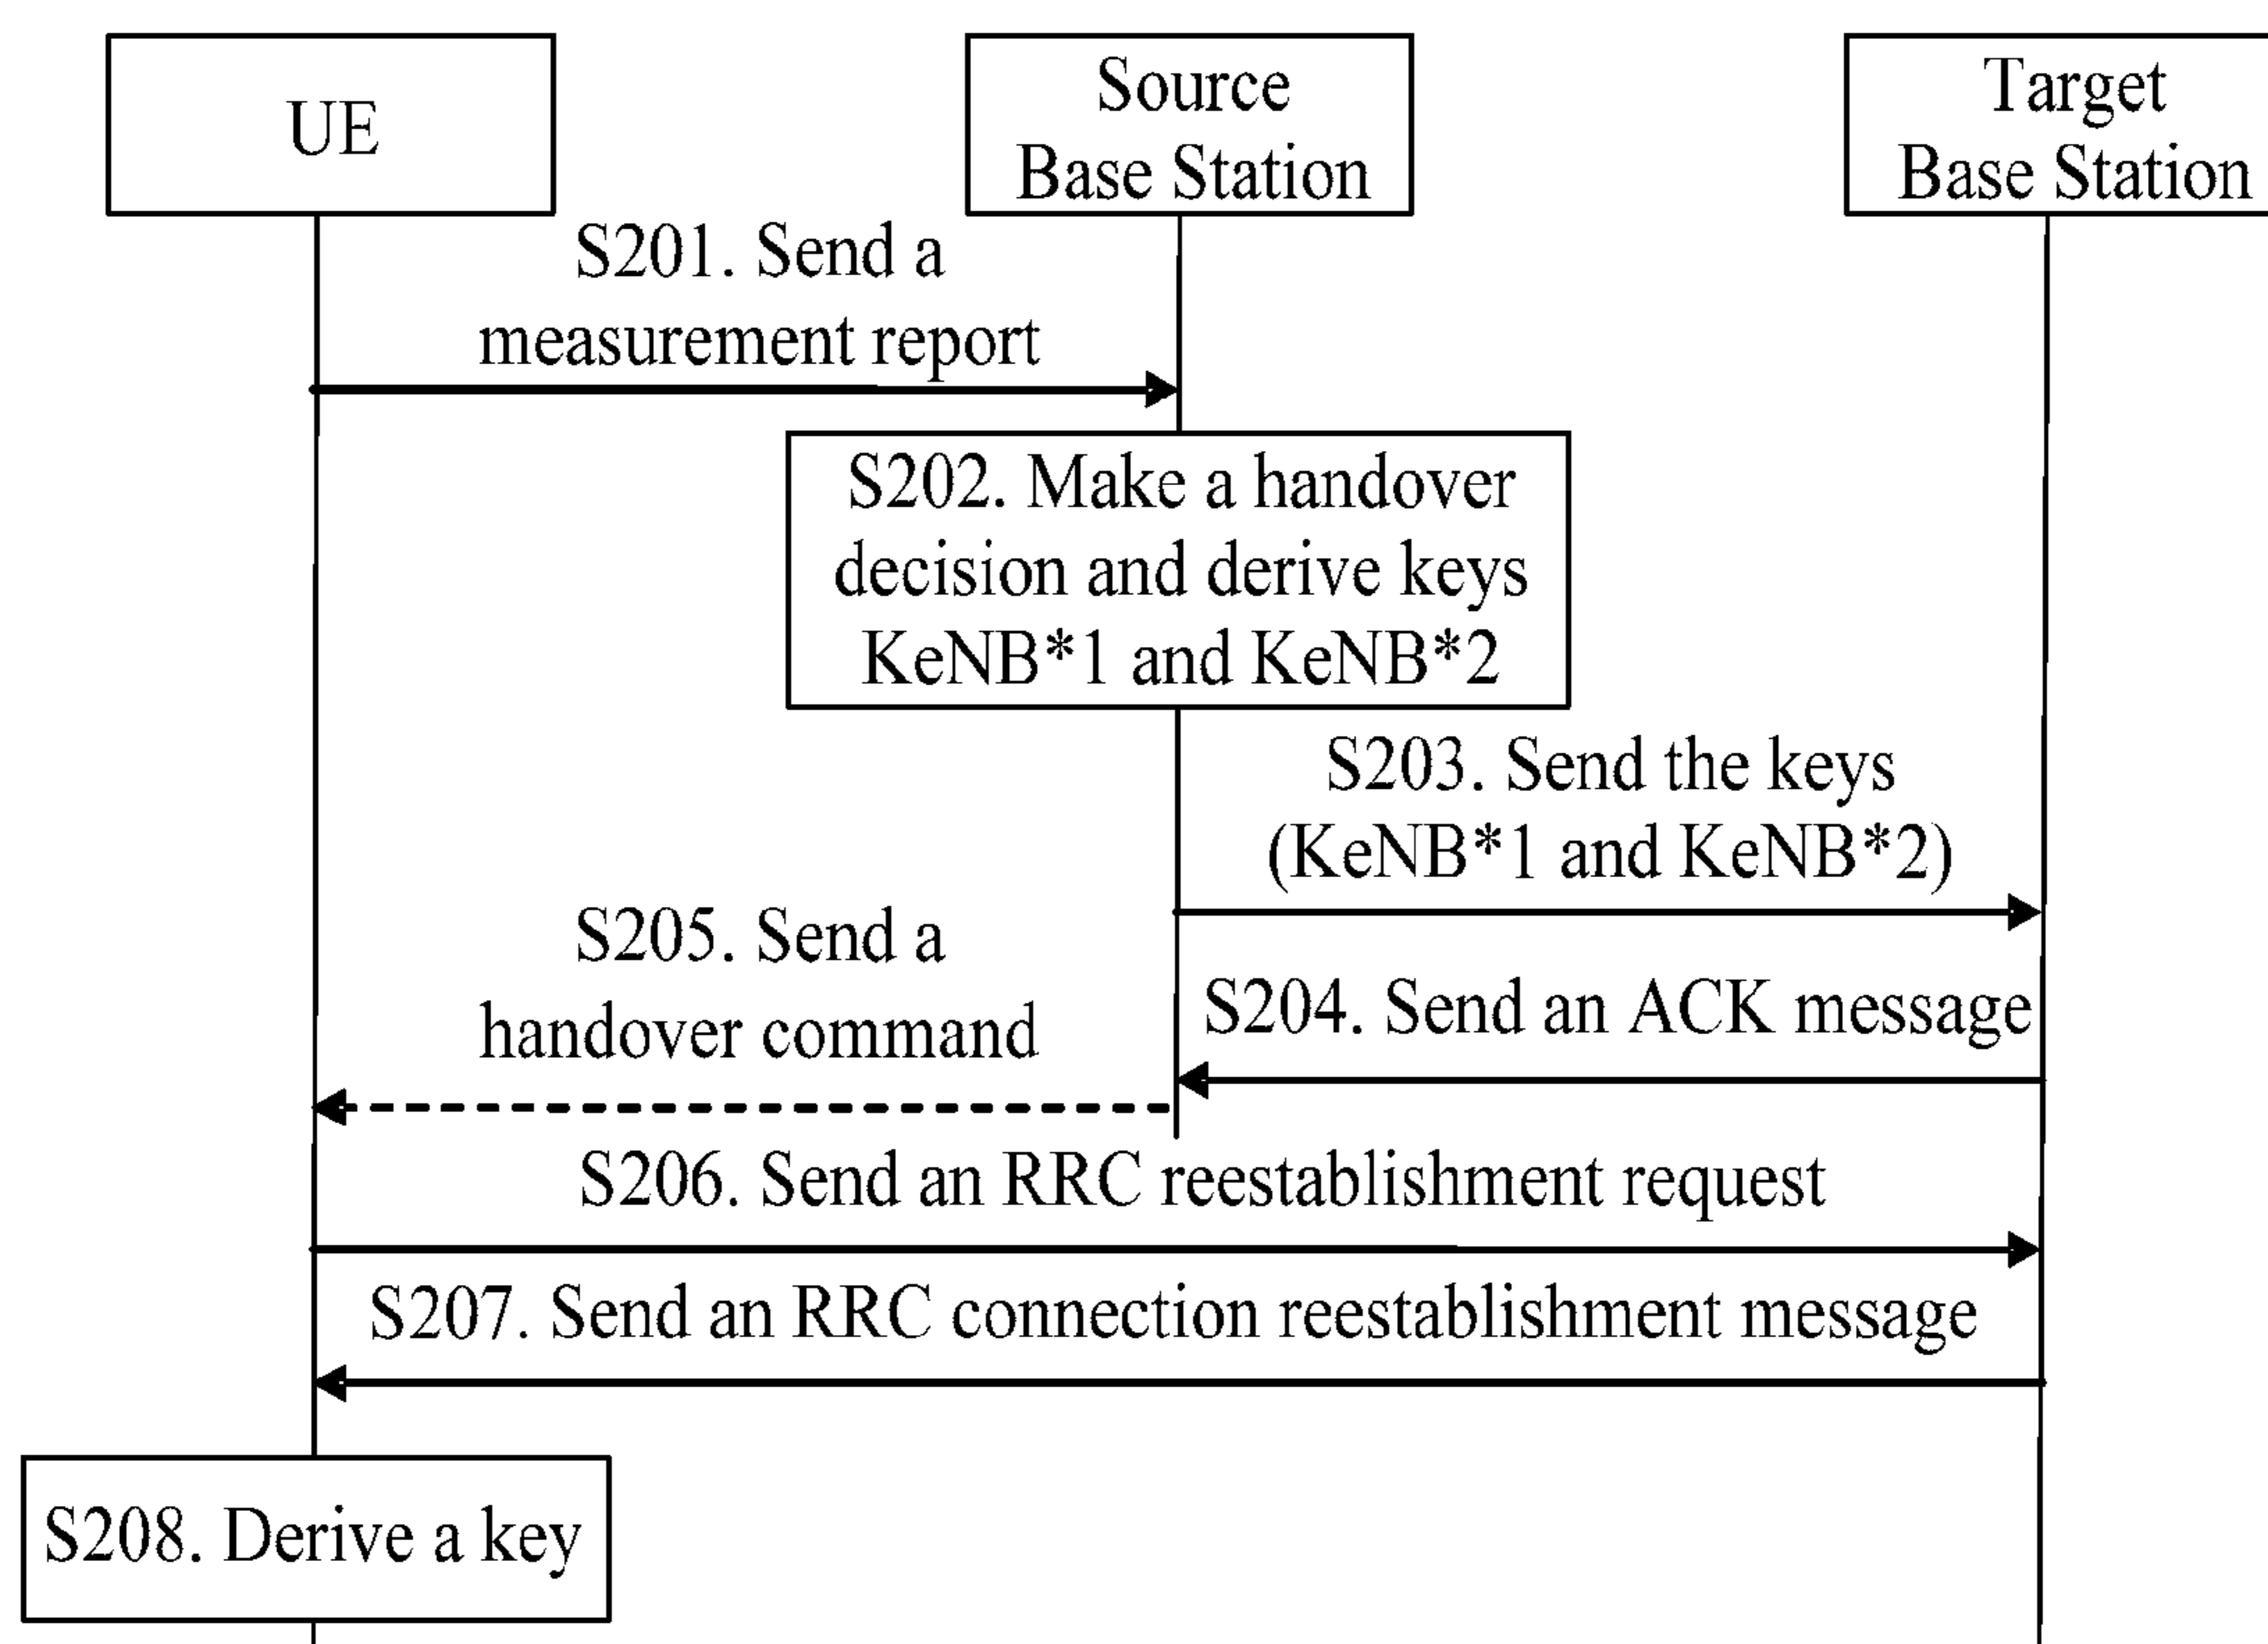 UE
Source
Base Station
Target
Base Station
S201. Send a
measurement report
S202. Make a handover
decision and derive keys
KeNB*1 and KeNB*2
S203. Send the keys
(KeNB*1 and KeNB*2)
S205. Send a
handover command
S204. Send an ACK message
S206. Send an RRC reestablishment request
S207. Send an RRC connection reestablishment message
S208. Derive a key